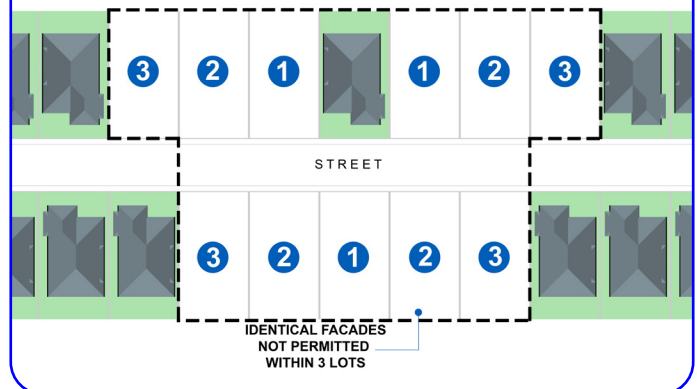 3 2 1 1 2 3
STREET
3 2 1 2 3
IDENTICAL FACADES
NOT PERMITTED
WITHIN 3 LOTS